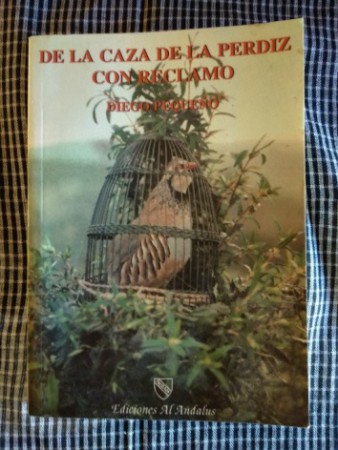 DE LA CAZA DE LA PERDIZ
CON RECLAMO
DIEGO PEQUEÑO
Ediciones Al Andalus